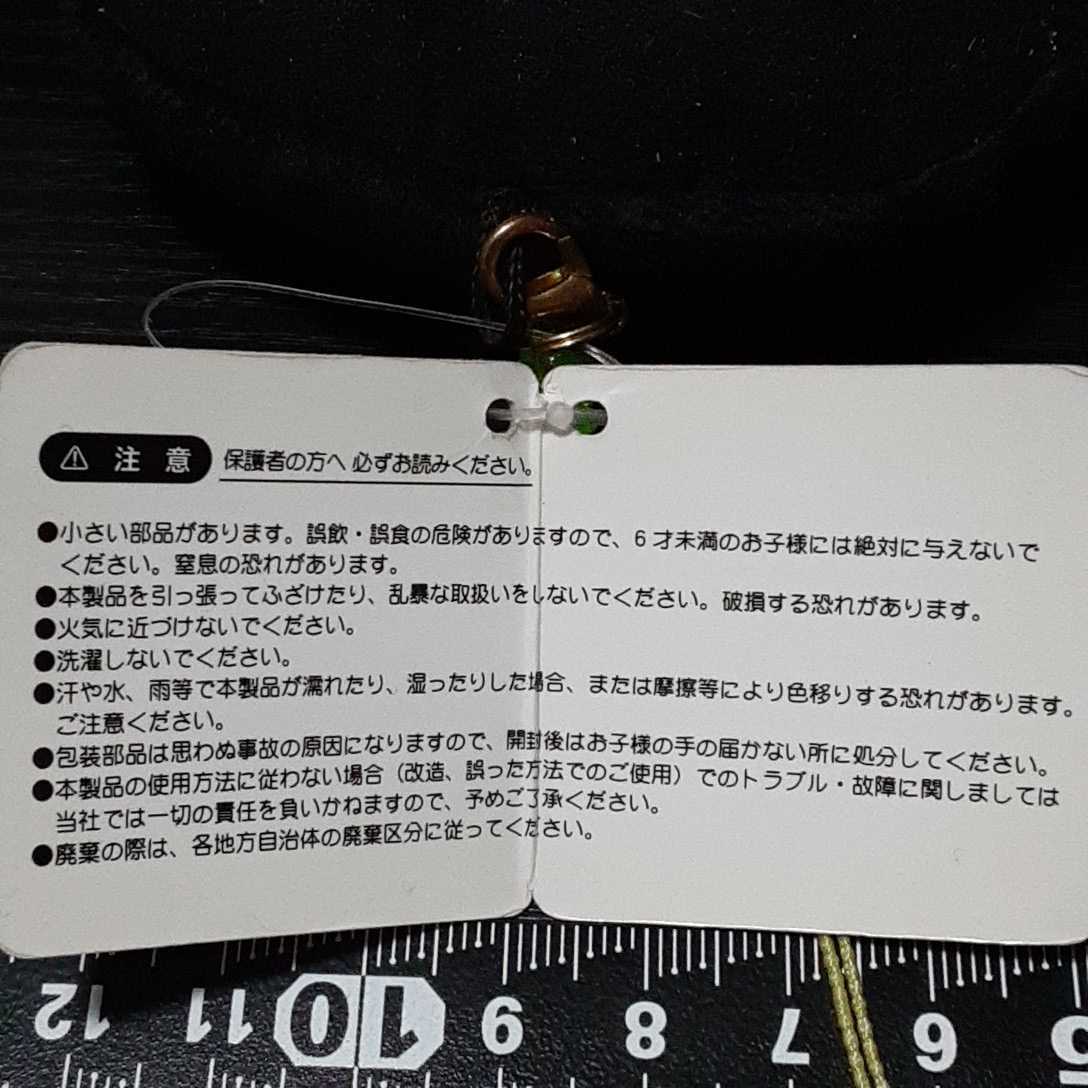 ⚠ 注 意 保護者の方へ 必ずお読みください。
●小さい部品があります。誤飲・誤食の危険がありますので、6才未満のお子様には絶対に与えないで
ください。窒息の恐れがあります。
●本製品を引っ張ってふざけたり、乱暴な取扱いをしないでください。破損する恐れがあります。
●火気に近づけないでください。
●洗濯しないでください。
●汗や水、雨等で本製品が濡れたり、湿ったりした場合、または摩擦等により色移りする恐れがあります。
ご注意ください。
●包装部品は思わぬ事故の原因になりますので、開封後はお子様の手の届かない所に処分してください。
●本製品の使用方法に従わない場合（改造、誤った方法でのご使用）でのトラブル・故障に関しましては
当社では一切の責任を負いかねますので、予めご了承ください。
●廃棄の際は、各地方自治体の廃棄区分に従ってください。
12 11 10 9 8 7 6 5